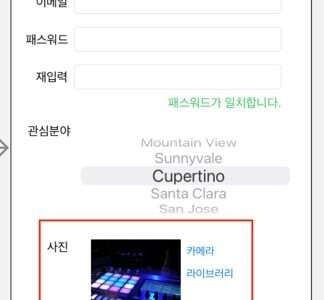 이메일
패스워드
재입력
패스워드가 일치합니다.
관심분야
Mountain View
Sunnyvale
Cupertino
Santa Clara
San Jose
사진
카메라
라이브러리